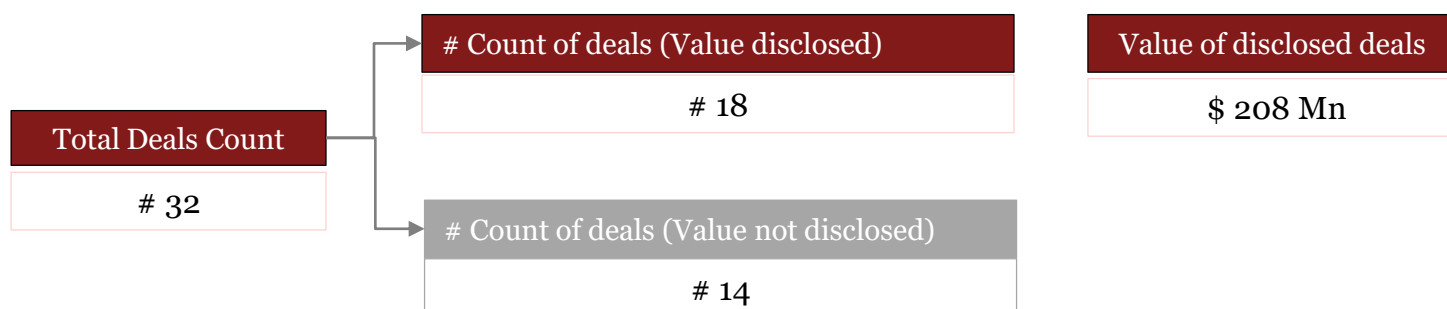 Total Deals Count
# 32
# Count of deals (Value disclosed)
# 18
Value of disclosed deals
$ 208 Mn
# Count of deals (Value not disclosed)
# 14